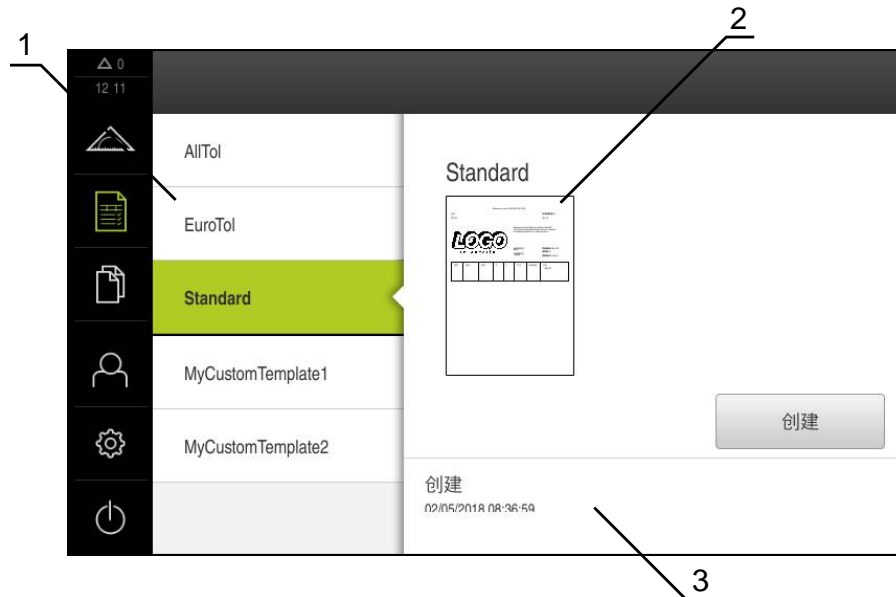 1
2
0
12 11
AllTol
EuroTol
Standard
MyCustomTemplate1
MyCustomTemplate2
Standard
LOGO
创建
创建
02/05/2018 08:36:59
3